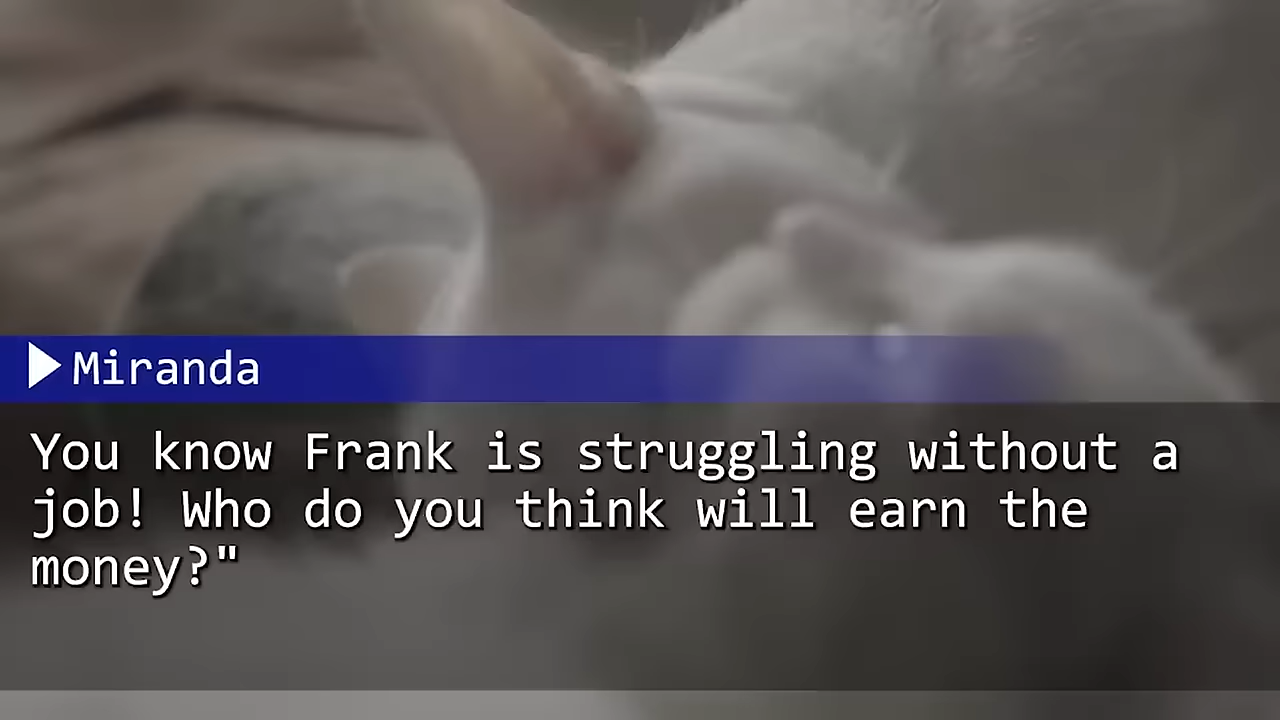 Miranda
You know Frank is struggling without a
job! Who do you think will earn the
money?"